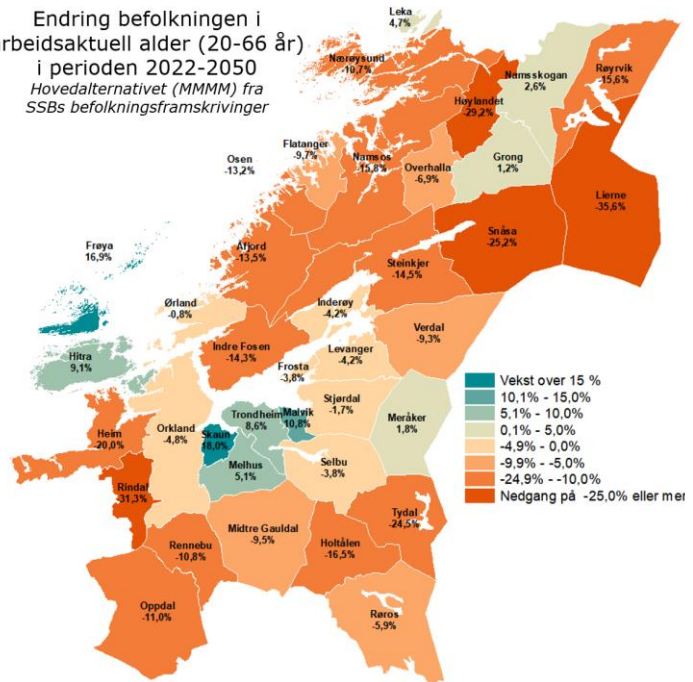 Endring befolkningen i
arbeidsaktuell alder (20-66 år)
i perioden 2022-2050
Hovedalternativet (MMMM) fra
SSBs befolkningsframskrivinger
Leka
4,7%
Nærøysund
-10,7%
Namsskogan
2,6%
Røyrvik
-15,6%
Høylandet
-29,2%
Flatanger
-9,7%
Osen
-13,2%
Namsos
-15,8%
Overhalla
-6,9%
Grong
1,2%
Lierne
-35,6%
Snåsa
-25,2%
Frøya
16,9%
Åfjord
-13,5%
Steinkjer
-14,5%
Ørland
-0,8%
Inderøy
-4,2%
Verdal
-9,3%
Hitra
9,1%
Indre Fosen
-14,3%
Levanger
-4,2%
Frosta
-3,8%
Stjørdal
-1,7%
Meråker
1,8%
Heim
-20,0%
Orkland
-4,8%
Trondheim
8,6%
Malvik
10,8%
Skaun
18,0%
Melhus
5,1%
Selbu
-3,8%
Rindal
-31,3%
Tydal
-24,5%
Midtre Gauldal
-9,5%
Holtålen
-16,5%
Rennebu
-10,8%
Oppdal
-11,0%
Røros
-5,9%
Vekst over 15 %
10,1% - 15,0%
5,1% - 10,0%
0,1% - 5,0%
-4,9% - 0,0%
-9,9% - -5,0%
-24,9% - -10,0%
Nedgang på -25,0% eller mer